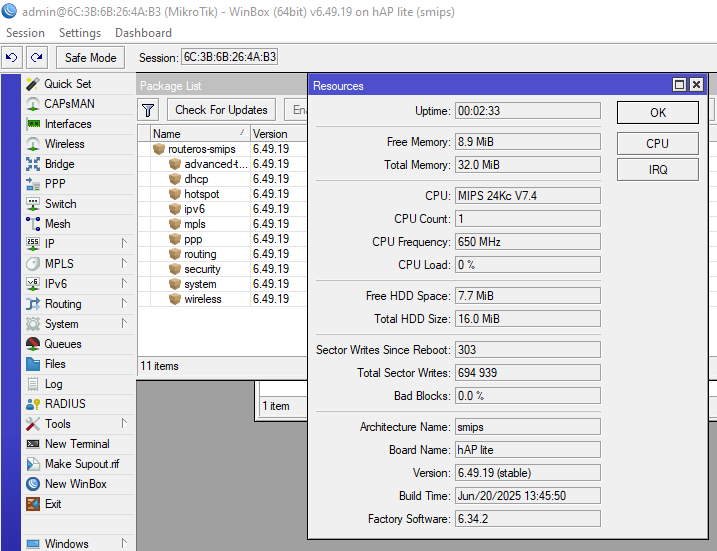 admin@6C:3B:6B:26:4A:B3 (MikroTik) - WinBox (64bit) v6.49.19 on hAP lite (smips)
Session Settings Dashboard
Safe Mode Session: 6C:3B:6B:26:4A:B3
Quick Set
CAPsMAN
Interfaces
Wireless
Bridge
PPP
Switch
Mesh
IP
MPLS
IPv6
Routing
System
Queues
Files
Log
RADIUS
Tools
New Terminal
Make Supout.rif
New WinBox
Exit
Windows
Package List
Check For Updates Ena
Name Version
routeros-smips 6.49.19
advanced-t... 6.49.19
dhcp 6.49.19
hotspot 6.49.19
ipv6 6.49.19
mpls 6.49.19
ppp 6.49.19
routing 6.49.19
security 6.49.19
system 6.49.19
wireless 6.49.19
11 items
1 item
Resources
Uptime: 00:02:33
Free Memory: 8.9 MiB
Total Memory: 32.0 MiB
CPU: MIPS 24Kc V7.4
CPU Count: 1
CPU Frequency: 650 MHz
CPU Load: 0 %
Free HDD Space: 7.7 MiB
Total HDD Size: 16.0 MiB
Sector Writes Since Reboot: 303
Total Sector Writes: 694 939
Bad Blocks: 0.0 %
Architecture Name: smips
Board Name: hAP lite
Version: 6.49.19 (stable)
Build Time: Jun/20/2025 13:45:50
Factory Software: 6.34.2
OK
CPU
IRQ